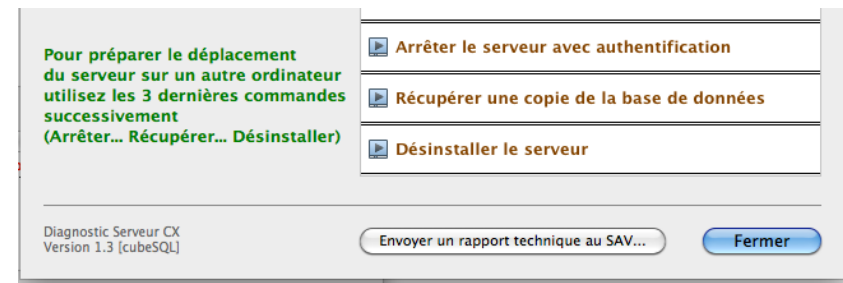 Pour préparer le déplacement
du serveur sur un autre ordinateur
utilisez les 3 dernières commandes
successivement
(Arrêter... Récupérer... Désinstaller)
Arrêter le serveur avec authentification
Récupérer une copie de la base de données
Désinstaller le serveur
Diagnostic Serveur CX
Version 1.3 [cubeSQL]
Envoyer un rapport technique au SAV...
Fermer